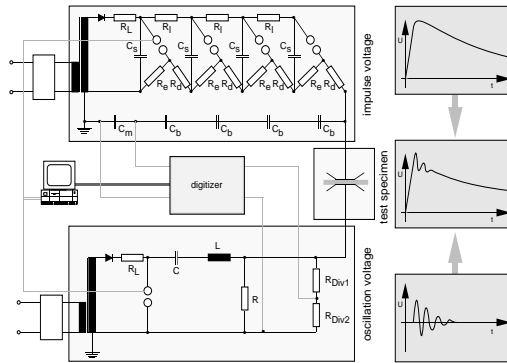 R_L R_I R_I R_I
C_s C_s C_s C_s
R_e R_d R_e R_d R_e R_d R_e R_d
C_m C_b C_b C_b C_b
impulse voltage
U
t
digitizer
test specimen
U
t
R_L C L
R
R_Div1
R_Div2
oscillation voltage
U
t